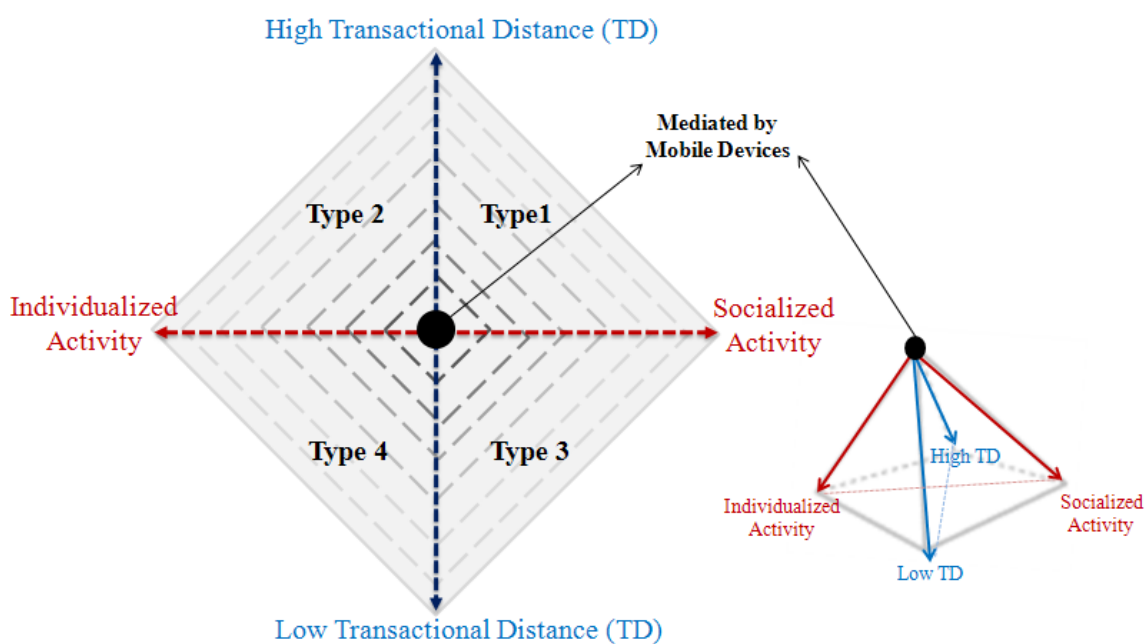 High Transactional Distance (TD)
Mediated by
Mobile Devices
Type 2
Type1
Individualized
Activity
Socialized
Activity
Type 4
Type 3
High TD
Individualized
Activity
Socialized
Activity
Low TD
Low Transactional Distance (TD)